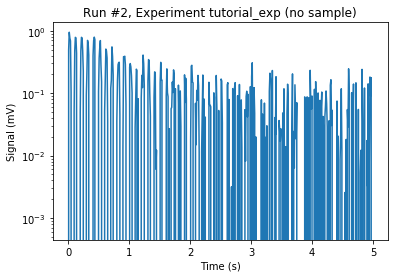 Run #2, Experiment tutorial_exp (no sample)
10⁰
10⁻¹
10⁻²
10⁻³
Signal (mV)
0 1 2 3 4 5
Time (s)